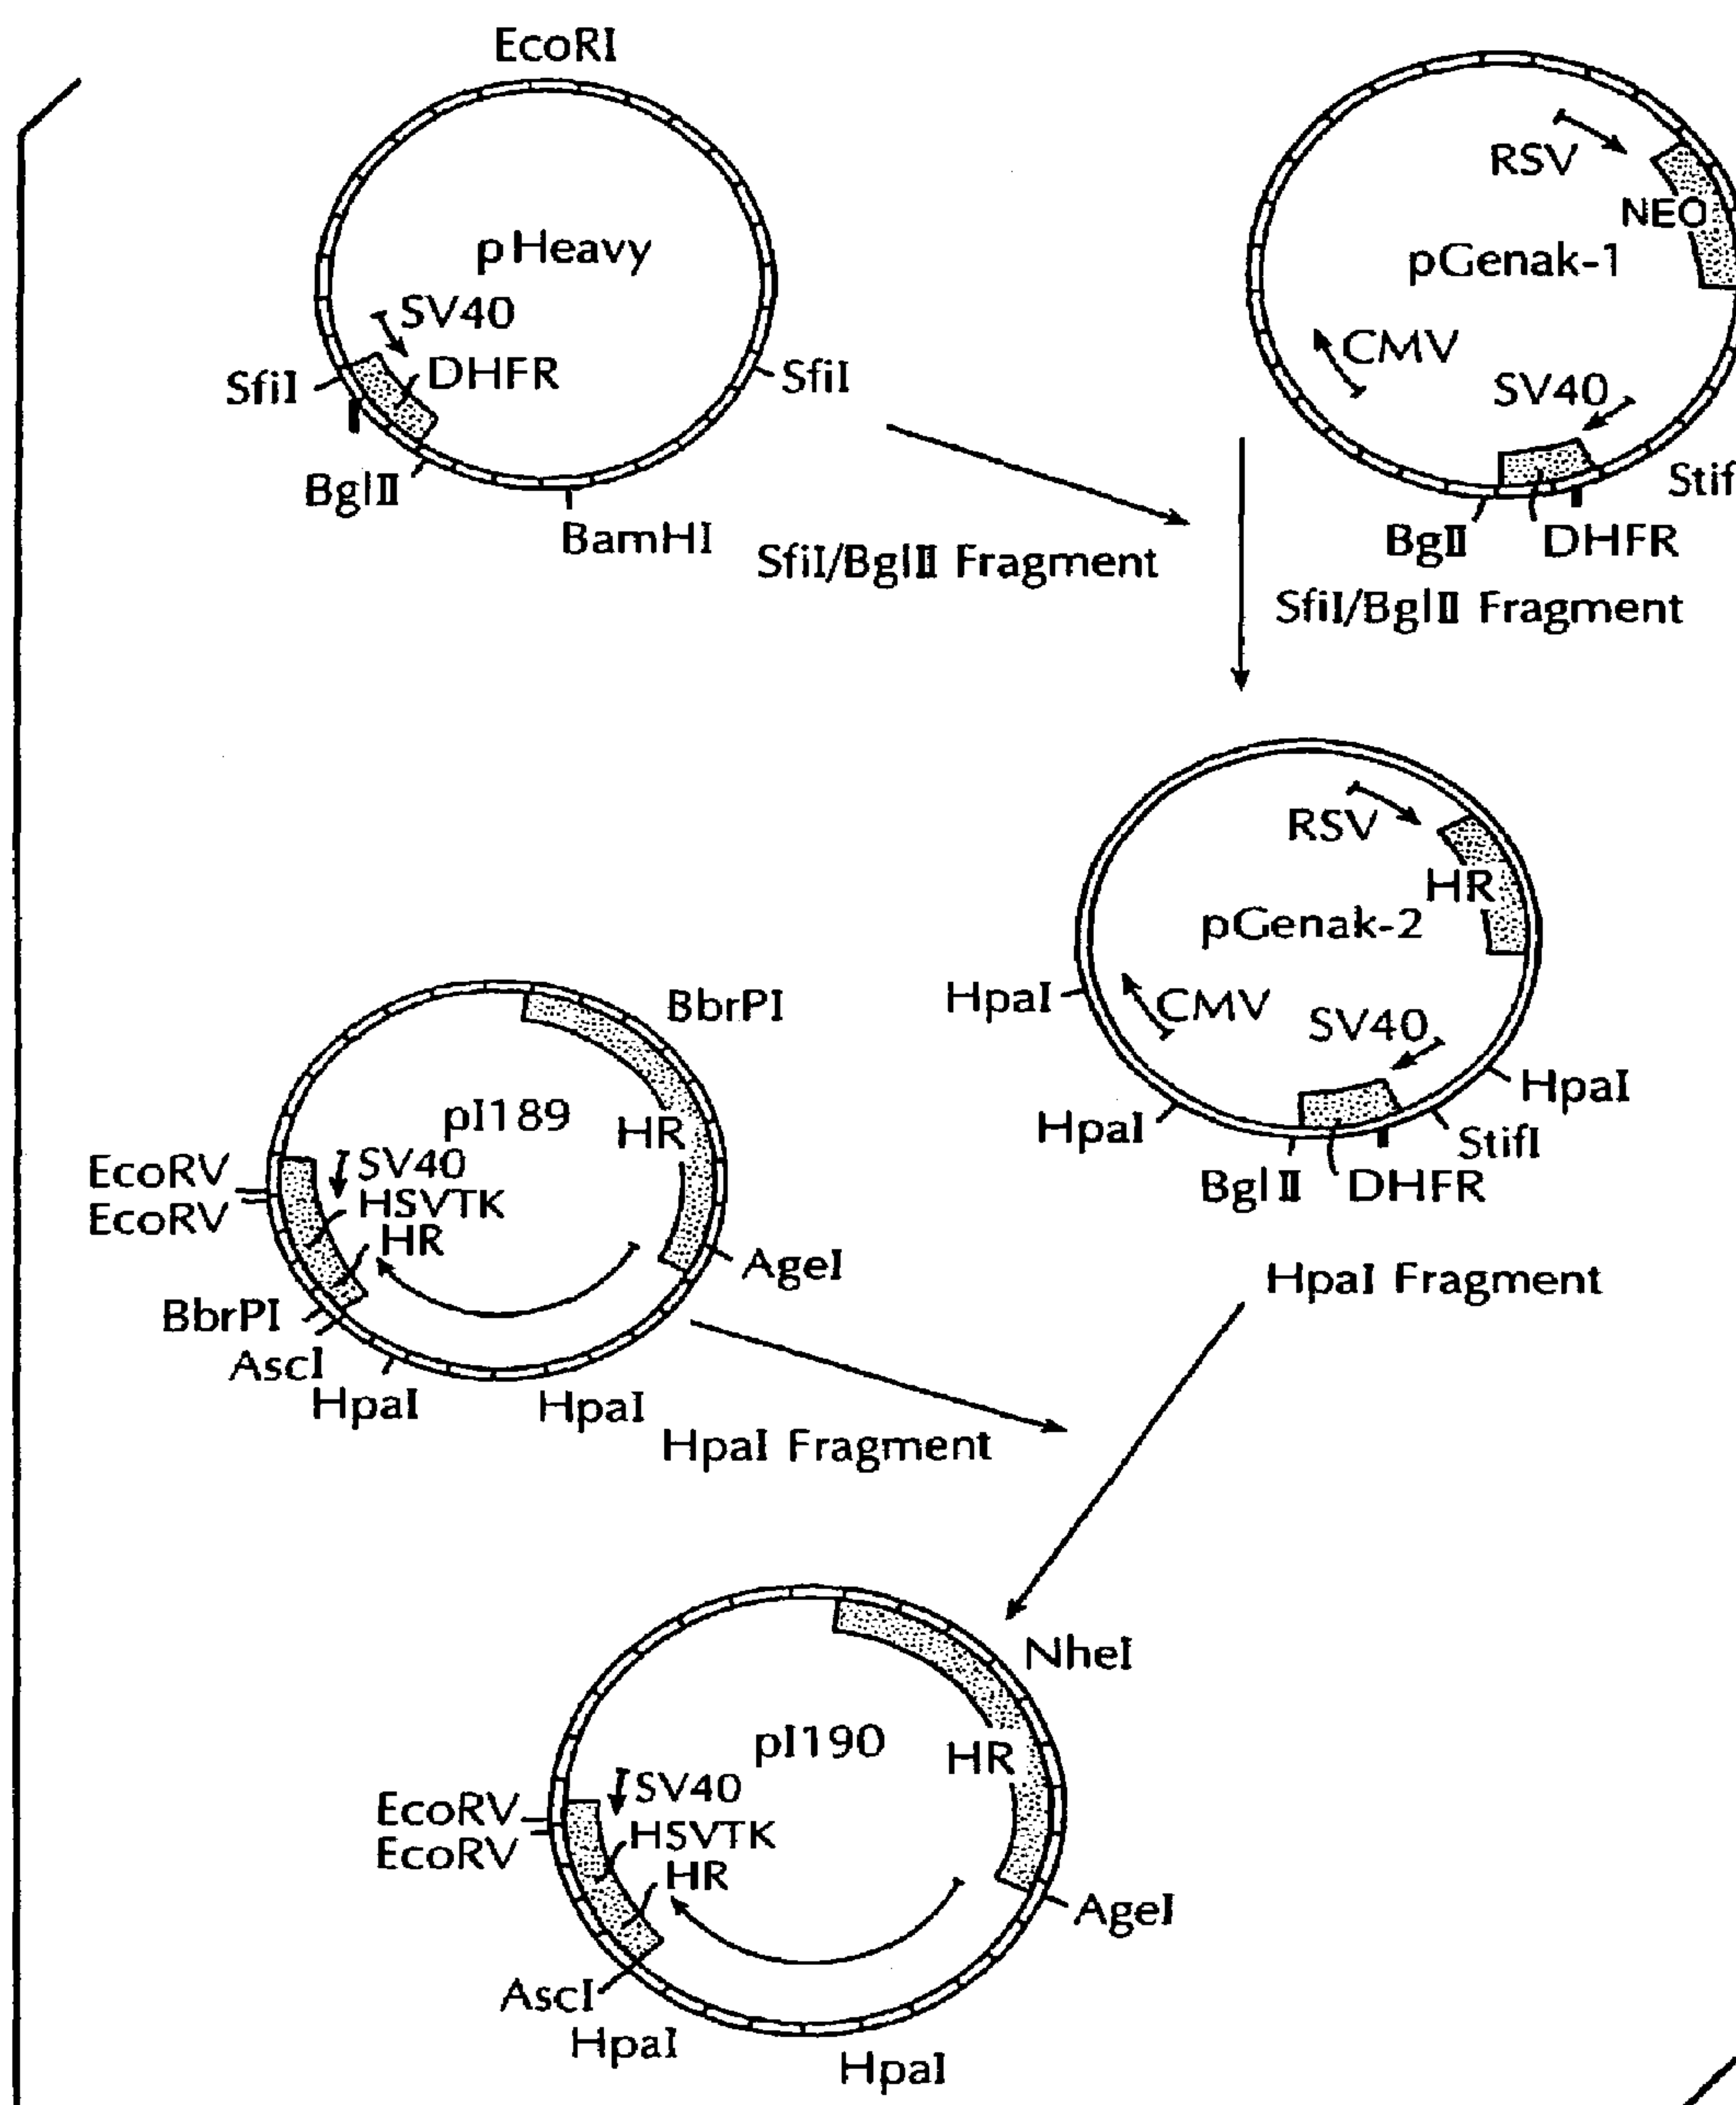 EcoRI
pHeavy
SV40
DHFR
SfiI
SfiI
BglII
BamHI
SfiI/BglII Fragment
RSV
NEO
pGenak-1
CMV
SV40
Stif
BgII
DHFR
SfiI/BglII Fragment
RSV
HR
pGenak-2
HpaI
CMV
SV40
HpaI
HpaI
StifI
BglII
DHFR
HpaI Fragment
BbrPI
pI189
HR
EcoRV
EcoRV
SV40
HSVTK
HR
AgeI
BbrPI
AscI
HpaI
HpaI
HpaI Fragment
NheI
pI190
HR
EcoRV
EcoRV
SV40
HSVTK
HR
AgeI
AscI
HpaI
HpaI